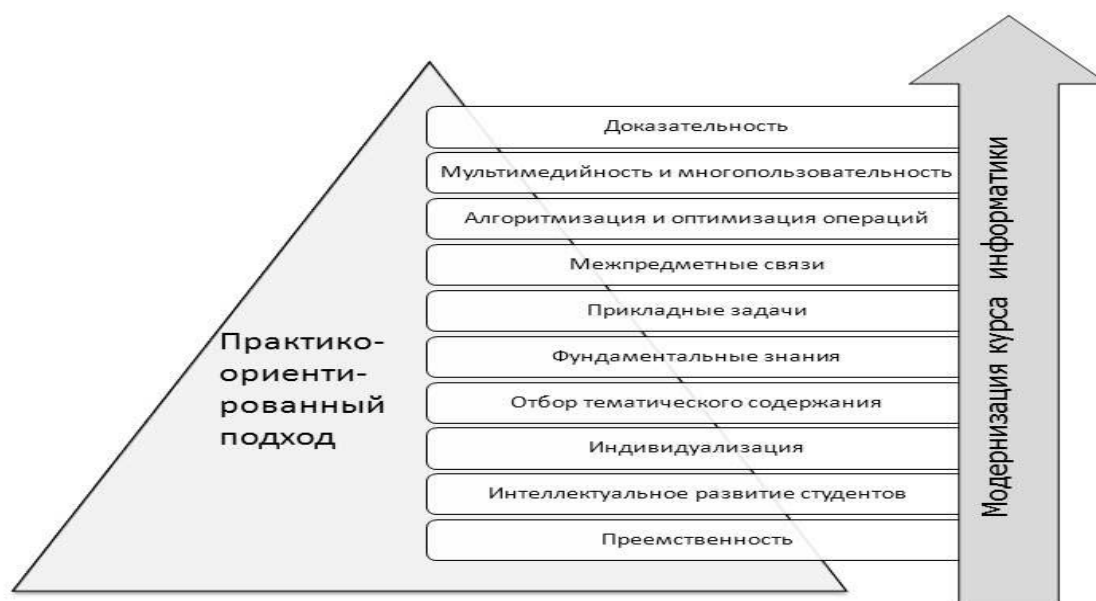 Доказательность
Мультимедийность и многопользовательность
Алгоритмизация и оптимизация операций
Межпредметные связи
Прикладные задачи
Фундаментальные знания
Отбор тематического содержания
Индивидуализация
Интеллектуальное развитие студентов
Преемственность
Практико-
ориенти-
рованный
подход
Модернизация курса информатики